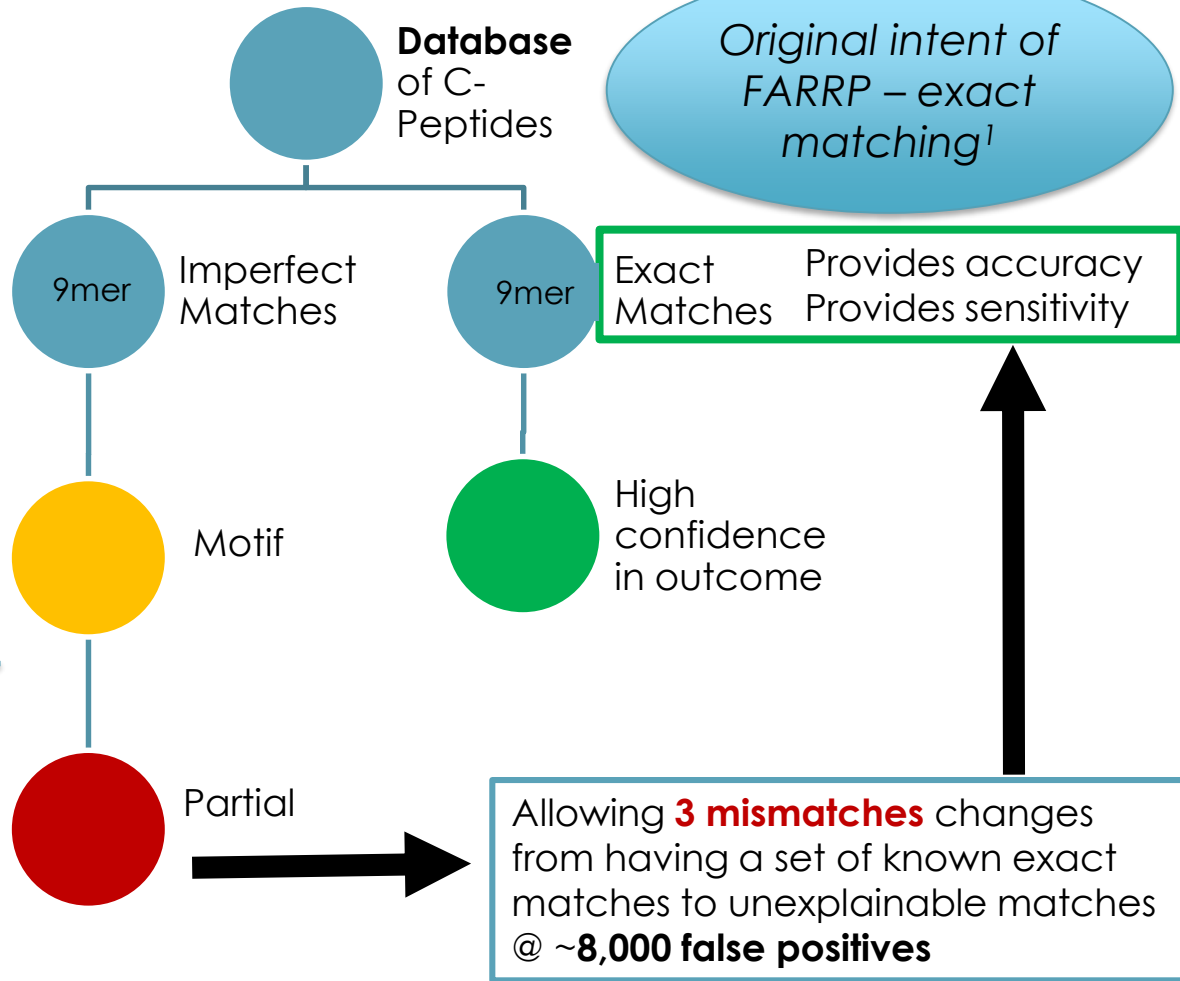 Database
of C-
Peptides
Original intent of
FARRP – exact
matching¹
9mer
Imperfect
Matches
9mer
Exact
Matches
Provides accuracy
Provides sensitivity
Motif
High
confidence
in outcome
Partial
Allowing 3 mismatches changes
from having a set of known exact
matches to unexplainable matches
@ ~8,000 false positives